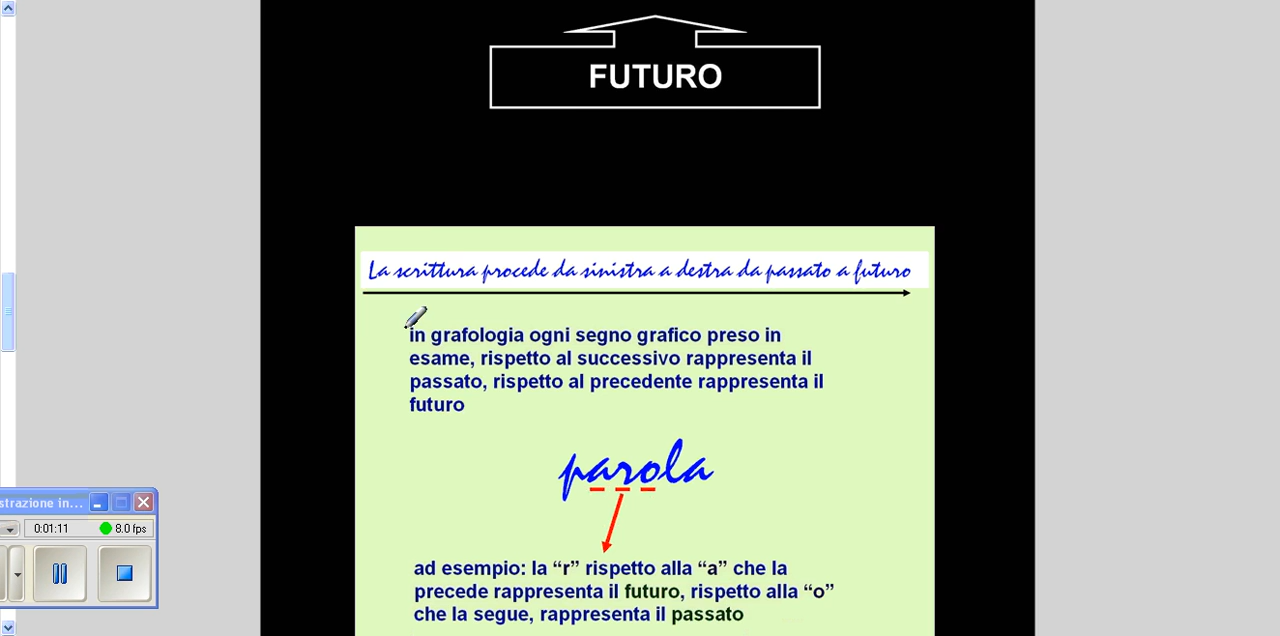 FUTURO
La scrittura procede da sinistra a destra da passato a futuro
in grafologia ogni segno grafico preso in
esame, rispetto al successivo rappresenta il
passato, rispetto al precedente rappresenta il
futuro
parola
ad esempio: la “r” rispetto alla “a” che la
precede rappresenta il futuro, rispetto alla “o”
che la segue, rappresenta il passato
strazione in...
0:01:11 8.0 fps